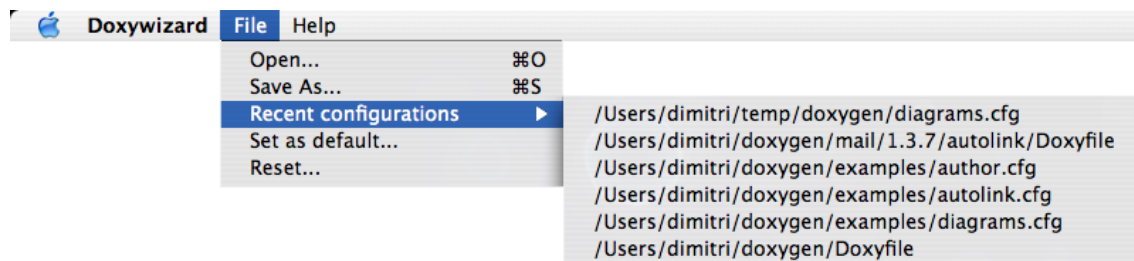 Doxywizard File Help
Open... ⌘O
Save As... ⌘S
Recent configurations ▶
Set as default...
Reset...
/Users/dimitri/temp/doxygen/diagrams.cfg
/Users/dimitri/doxygen/mail/1.3.7/autolink/Doxyfile
/Users/dimitri/doxygen/examples/author.cfg
/Users/dimitri/doxygen/examples/autolink.cfg
/Users/dimitri/doxygen/examples/diagrams.cfg
/Users/dimitri/doxygen/Doxyfile